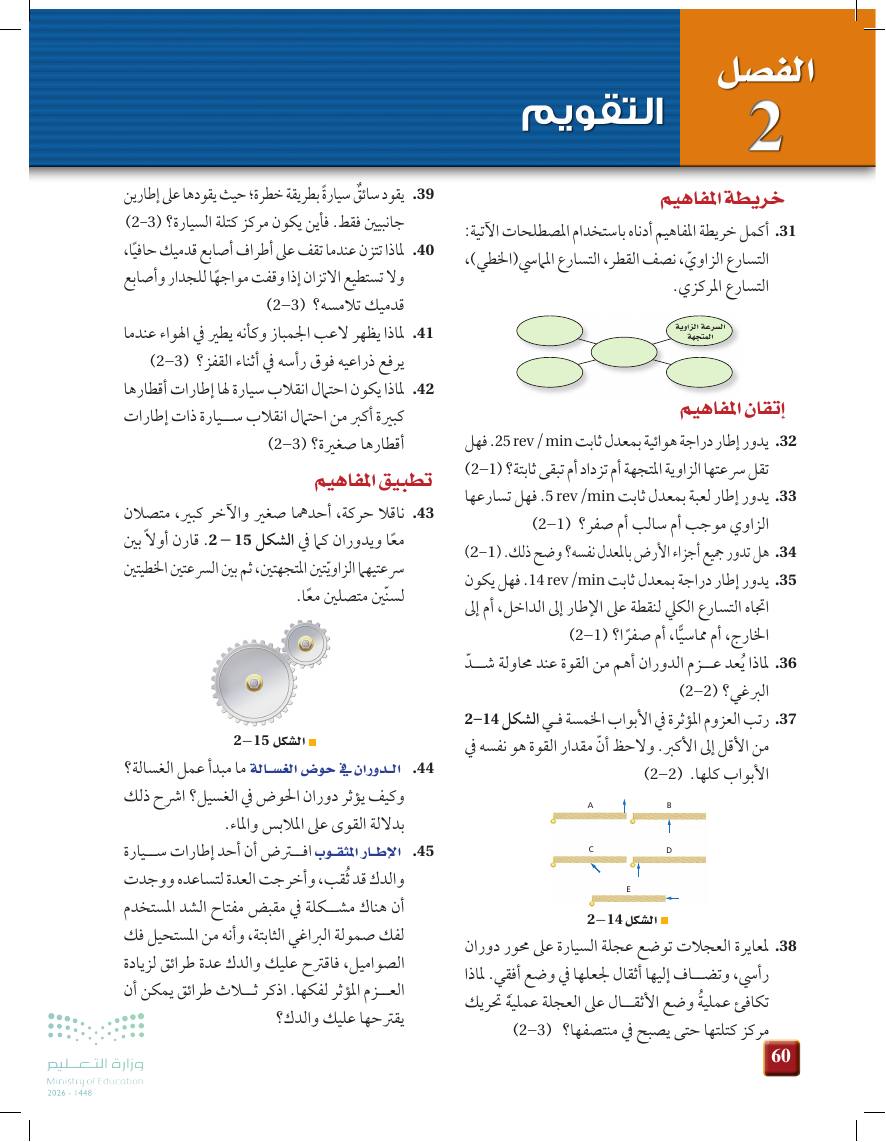 الفصل
2
التقويم
خريطة المفاهيم
31. أكمل خريطة المفاهيم أدناه باستخدام المصطلحات الآتية:
التسارع الزاويّ، نصف القطر، التسارع المماسي(الخطي)،
التسارع المركزي.
السرعة الزاوية
المتجهة
إتقان المفاهيم
32. يدور إطار دراجة هوائية بمعدل ثابت 25 rev / min. فهل
تقل سرعتها الزاوية المتجهة أم تزداد أم تبقى ثابتة؟ (1–2)
33. يدور إطار لعبة بمعدل ثابت 5 rev /min. فهل تسارعها
الزاوي موجب أم سالب أم صفر؟ (1–2)
34. هل تدور جميع أجزاء الأرض بالمعدل نفسه؟ وضح ذلك. (1–2)
35. يدور إطار دراجة بمعدل ثابت 14 rev /min. فهل يكون
اتجاه التسارع الكلي لنقطة على الإطار إلى الداخل، أم إلى
الخارج، أم مماسيًّا، أم صفرًا؟ (1–2)
36. لماذا يُعد عزم الدوران أهم من القوة عند محاولة شدّ
البرغي؟ (2–2)
37. رتب العزوم المؤثرة في الأبواب الخمسة في الشكل 14–2
من الأقل إلى الأكبر. ولاحظ أنّ مقدار القوة هو نفسه في
الأبواب كلها. (2–2)
A B
C D
E
الشكل 14–2
38. لمعايرة العجلات توضع عجلة السيارة على محور دوران
رأسي، وتضاف إليها أثقال لجعلها في وضع أفقي. لماذا
تكافئ عمليةُ وضع الأثقال على العجلة عمليةَ تحريك
مركز كتلتها حتى يصبح في منتصفها؟ (3–2)
39. يقود سائقٌ سيارةً بطريقة خطرة؛ حيث يقودها على إطارين
جانبيين فقط. فأين يكون مركز كتلة السيارة؟ (3–2)
40. لماذا تتزن عندما تقف على أطراف أصابع قدميك حافيًا،
ولا تستطيع الاتزان إذا وقفت مواجهًا للجدار وأصابع
قدميك تلامسه؟ (3–2)
41. لماذا يظهر لاعب الجمباز وكأنه يطير في الهواء عندما
يرفع ذراعيه فوق رأسه في أثناء القفز؟ (3–2)
42. لماذا يكون احتمال انقلاب سيارة لها إطارات أقطارها
كبيرة أكبر من احتمال انقلاب سيارة ذات إطارات
أقطارها صغيرة؟ (3–2)
تطبيق المفاهيم
43. ناقلا حركة، أحدهما صغير والآخر كبير، متصلان
معًا ويدوران كما في الشكل 15 – 2. قارن أولاً بين
سرعتيهما الزاويّتين المتجهتين، ثم بين السرعتين الخطيتين
لسنّين متصلين معًا.
الشكل 15–2
44. الدوران في حوض الغسالة ما مبدأ عمل الغسالة؟
وكيف يؤثر دوران الحوض في الغسيل؟ اشرح ذلك
بدلالة القوى على الملابس والماء.
45. الإطار المثقوب افترض أن أحد إطارات سيارة
والدك قد ثُقب، وأخرجت العدة لتساعده ووجدت
أن هناك مشكلة في مقبض مفتاح الشد المستخدم
لفك صمولة البراغي الثابتة، وأنه من المستحيل فك
الصواميل، فاقترح عليك والدك عدة طرائق لزيادة
العزم المؤثر لفكها. اذكر ثلاث طرائق يمكن أن
يقترحها عليك والدك؟
وزارة التعليم
Ministry of Education
2026 - 1448
60